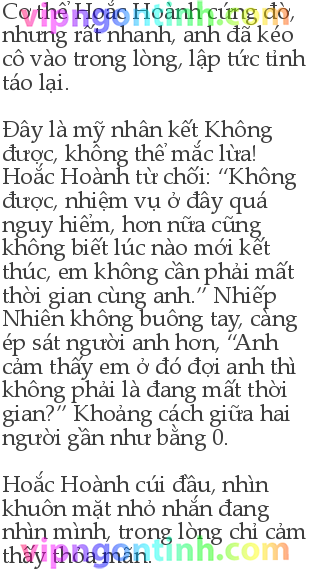 Cơ thể Hoắc Hoành cứng đờ,
nhưng rất nhanh, anh đã kéo
cô vào trong lòng, lập tức tỉnh
táo lại.
Đây là mỹ nhân kết Không
được, không thể mắc lừa!
Hoắc Hoành từ chối: “Không
được, nhiệm vụ ở đây quá
nguy hiểm, hơn nữa cũng
không biết lúc nào mới kết
thúc, em không cần phải mất
thời gian cùng anh.” Nhiếp
Nhiên không buông tay, càng
ép sát người anh hơn, “Anh
cảm thấy em ở đó đợi anh thì
không phải là đang mất thời
gian?” Khoảng cách giữa hai
người gần như bằng 0.
Hoắc Hoành cúi đầu, nhìn
khuôn mặt nhỏ nhắn đang
nhìn mình, trong lòng chỉ cảm
thấy thỏa mãn.
vipngontinh.com
vipngontinh.com